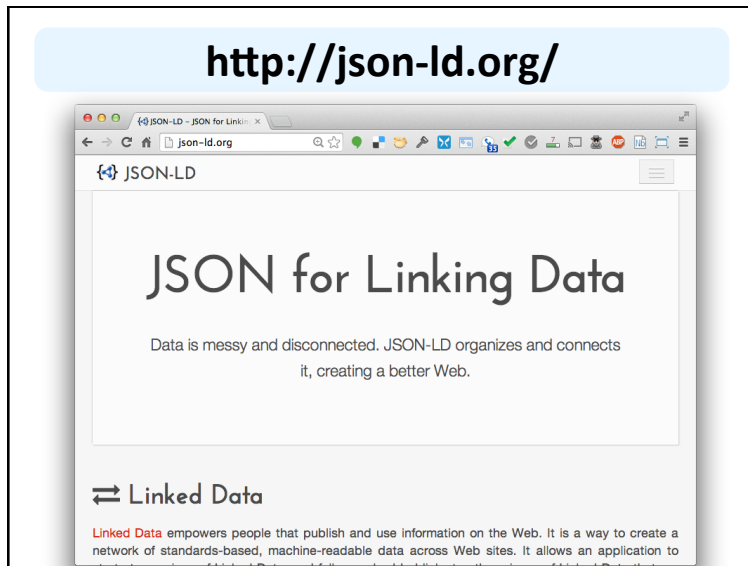 http://json-ld.org/
JSON-LD - JSON for Linkin
json-ld.org
33
7
ABP
JSON-LD
JSON for Linking Data
Data is messy and disconnected. JSON-LD organizes and connects
it, creating a better Web.
Linked Data
Linked Data empowers people that publish and use information on the Web. It is a way to create a
network of standards-based, machine-readable data across Web sites. It allows an application to